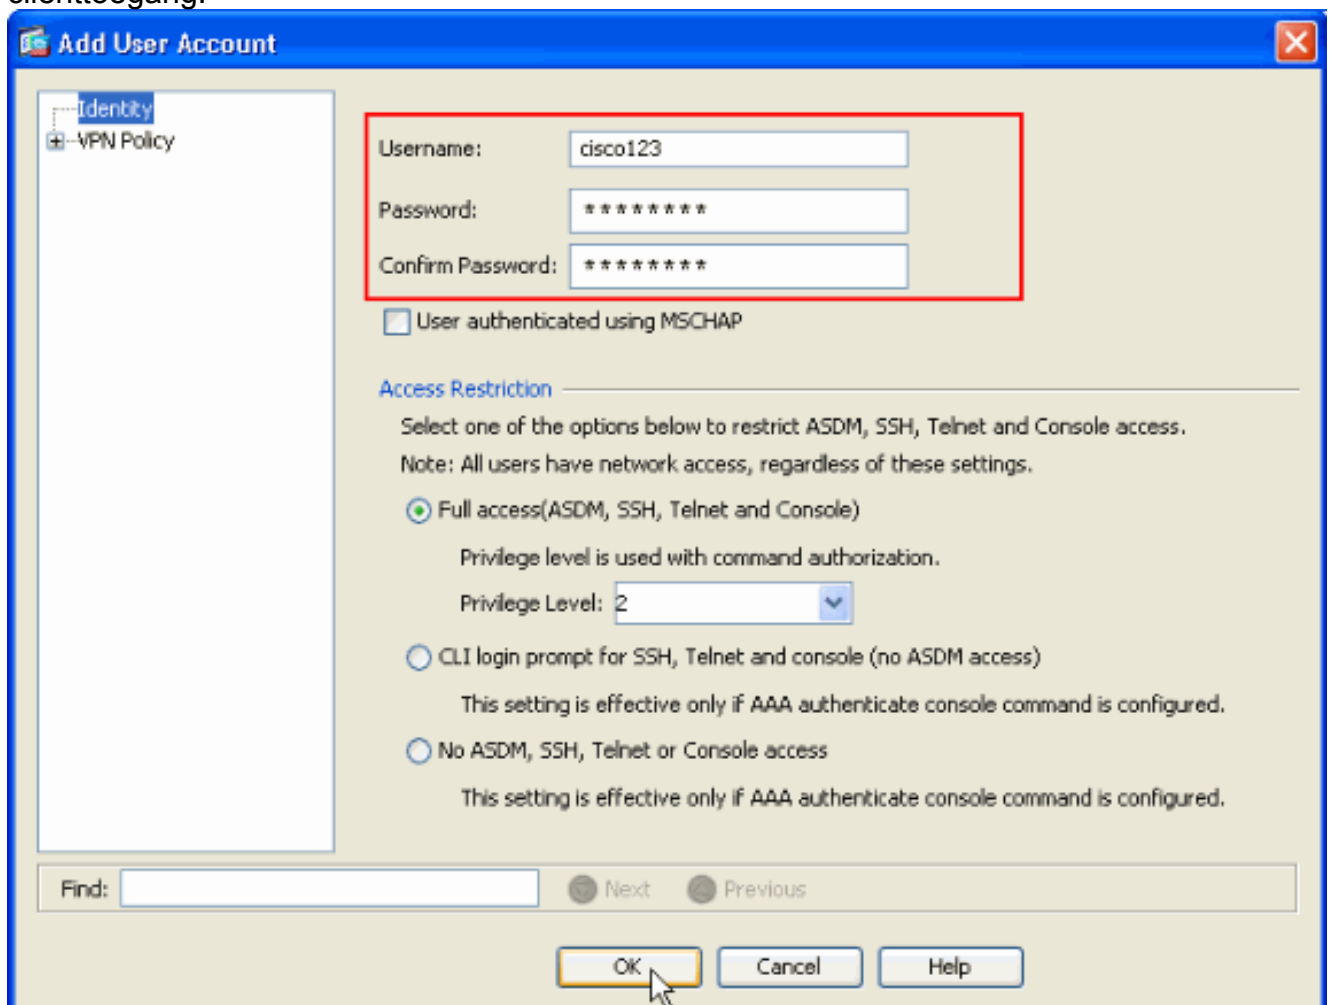 clienttoegang.
Add User Account
Identity
VPN Policy
Username: cisco123
Password: ********
Confirm Password: ********
User authenticated using MSCHAP
Access Restriction
Select one of the options below to restrict ASDM, SSH, Telnet and Console access.
Note: All users have network access, regardless of these settings.
Full access(ASDM, SSH, Telnet and Console)
Privilege level is used with command authorization.
Privilege Level: 2
CLI login prompt for SSH, Telnet and console (no ASDM access)
This setting is effective only if AAA authenticate console command is configured.
No ASDM, SSH, Telnet or Console access
This setting is effective only if AAA authenticate console command is configured.
Find: Next Previous
OK Cancel Help